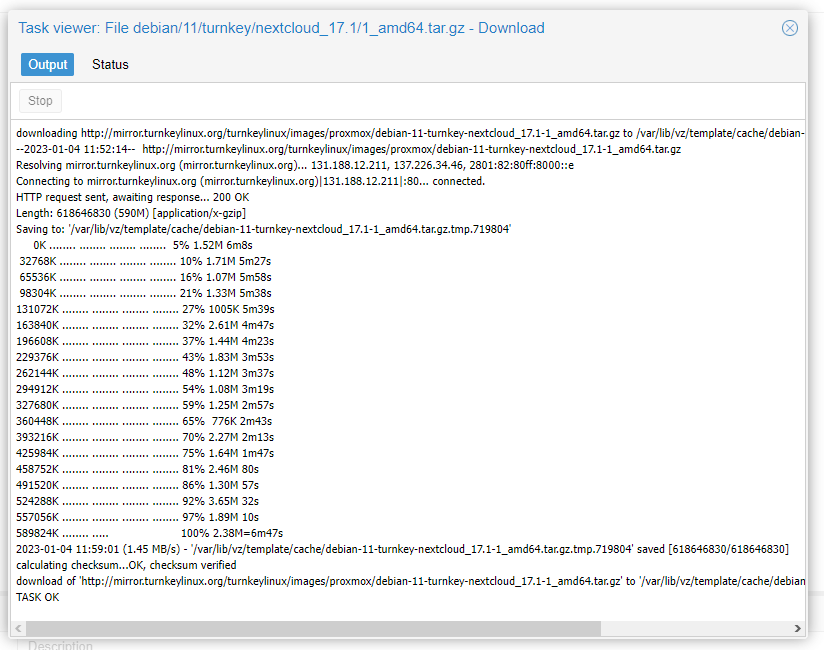 Task viewer: File debian/11/turnkey/nextcloud_17.1/1_amd64.tar.gz - Download
Output Status
Stop
downloading http://mirror.turnkeylinux.org/turnkeylinux/images/proxmox/debian-11-turnkey-nextcloud_17.1-1_amd64.tar.gz to /var/lib/vz/template/cache/debian-
--2023-01-04 11:52:14-- http://mirror.turnkeylinux.org/turnkeylinux/images/proxmox/debian-11-turnkey-nextcloud_17.1-1_amd64.tar.gz
Resolving mirror.turnkeylinux.org (mirror.turnkeylinux.org)... 131.188.12.211, 137.226.34.46, 2801:82:80ff:8000::e
Connecting to mirror.turnkeylinux.org (mirror.turnkeylinux.org)|131.188.12.211|:80... connected.
HTTP request sent, awaiting response... 200 OK
Length: 618646830 (590M) [application/x-gzip]
Saving to: '/var/lib/vz/template/cache/debian-11-turnkey-nextcloud_17.1-1_amd64.tar.gz.tmp.719804'
0K ........ ........ ........ ........ 5% 1.52M 6m8s
32768K ........ ........ ........ ........ 10% 1.71M 5m27s
65536K ........ ........ ........ ........ 16% 1.07M 5m58s
98304K ........ ........ ........ ........ 21% 1.33M 5m38s
131072K ........ ........ ........ ........ 27% 1005K 5m39s
163840K ........ ........ ........ ........ 32% 2.61M 4m47s
196608K ........ ........ ........ ........ 37% 1.44M 4m23s
229376K ........ ........ ........ ........ 43% 1.83M 3m53s
262144K ........ ........ ........ ........ 48% 1.12M 3m37s
294912K ........ ........ ........ ........ 54% 1.08M 3m19s
327680K ........ ........ ........ ........ 59% 1.25M 2m57s
360448K ........ ........ ........ ........ 65% 776K 2m43s
393216K ........ ........ ........ ........ 70% 2.27M 2m13s
425984K ........ ........ ........ ........ 75% 1.64M 1m47s
458752K ........ ........ ........ ........ 81% 2.46M 80s
491520K ........ ........ ........ ........ 86% 1.30M 57s
524288K ........ ........ ........ ........ 92% 3.65M 32s
557056K ........ ........ ........ ........ 97% 1.89M 10s
589824K ........ ..... 100% 2.38M=6m47s
2023-01-04 11:59:01 (1.45 MB/s) - '/var/lib/vz/template/cache/debian-11-turnkey-nextcloud_17.1-1_amd64.tar.gz.tmp.719804' saved [618646830/618646830]
calculating checksum...OK, checksum verified
download of 'http://mirror.turnkeylinux.org/turnkeylinux/images/proxmox/debian-11-turnkey-nextcloud_17.1-1_amd64.tar.gz' to '/var/lib/vz/template/cache/debian
TASK OK
Description